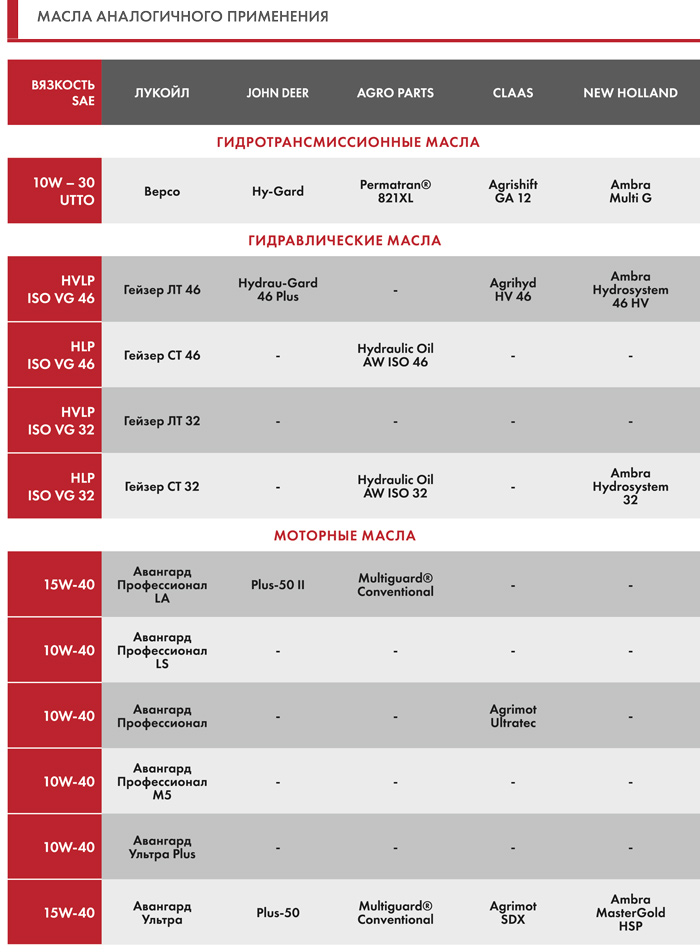 МАСЛА АНАЛОГИЧНОГО ПРИМЕНЕНИЯ
ВЯЗКОСТЬ SAE ЛУКОЙЛ JOHN DEER AGRO PARTS CLAAS NEW HOLLAND
ГИДРОТРАНСМИССИОННЫЕ МАСЛА
10W – 30 UTTO Версо Hy-Gard Permatran® 821XL Agrishift GA 12 Ambra Multi G
ГИДРАВЛИЧЕСКИЕ МАСЛА
HVLP ISO VG 46 Гейзер ЛТ 46 Hydrau-Gard 46 Plus - Agrihyd HV 46 Ambra Hydrosystem 46 HV
HLP ISO VG 46 Гейзер СТ 46 - Hydraulic Oil AW ISO 46 - -
HVLP ISO VG 32 Гейзер ЛТ 32 - - - -
HLP ISO VG 32 Гейзер СТ 32 - Hydraulic Oil AW ISO 32 - Ambra Hydrosystem 32
МОТОРНЫЕ МАСЛА
15W-40 Авангард Профессионал LA Plus-50 II Multiguard® Conventional - -
10W-40 Авангард Профессионал LS - - - -
10W-40 Авангард Профессионал - - Agrimot Ultratec -
10W-40 Авангард Профессионал M5 - - - -
10W-40 Авангард Ультра Plus - - - -
15W-40 Авангард Ультра Plus-50 Multiguard® Conventional Agrimot SDX Ambra MasterGold HSP